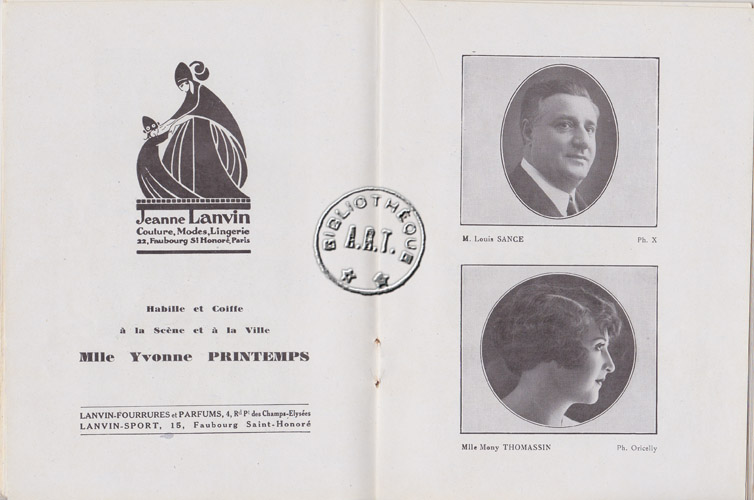 Jeanne Lanvin
Couture, Modes, Lingerie
22, Faubourg St Honoré, Paris
Habille et Coiffe
à la Scène et à la Ville
Mlle Yvonne PRINTEMPS
LANVIN-FOURRURES et PARFUMS, 4, Rd Pt des Champs-Elysées
LANVIN-SPORT, 15, Faubourg Saint-Honoré
BIBLIOTHÈQUE
A.R.T.
M. Louis SANCE
Ph. X
Mlle Mony THOMASSIN
Ph. Oricelly